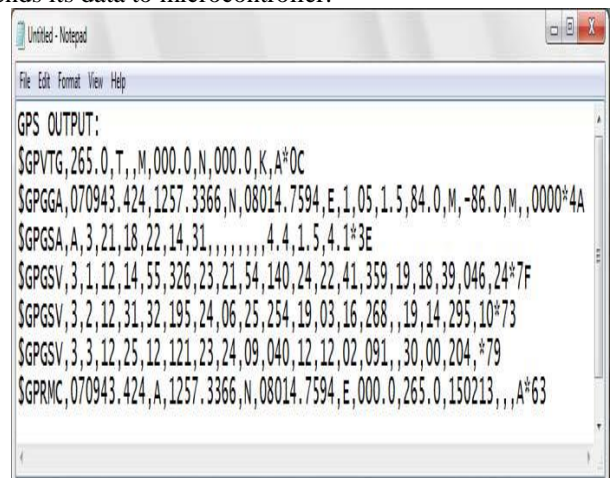 ends its data to microcontroller.
Untitled - Notepad
File Edit Format View Help
GPS OUTPUT:
$GPVTG,265.0,T,,M,000.0,N,000.0,K,A*0C
$GPGGA,070943.424,1257.3366,N,08014.7594,E,1,05,1.5,84.0,M,-86.0,M,,0000*4A
$GPGSA,A,3,21,18,22,14,31,,,,,,,,4.4,1.5,4.1*3E
$GPGSV,3,1,12,14,55,326,23,21,54,140,24,22,41,359,19,18,39,046,24*7F
$GPGSV,3,2,12,31,32,195,24,06,25,254,19,03,16,268,,19,14,295,10*73
$GPGSV,3,3,12,25,12,121,23,24,09,040,12,12,02,091,,30,00,204,*79
$GPRMC,070943.424,A,1257.3366,N,08014.7594,E,000.0,265.0,150213,,,A*63